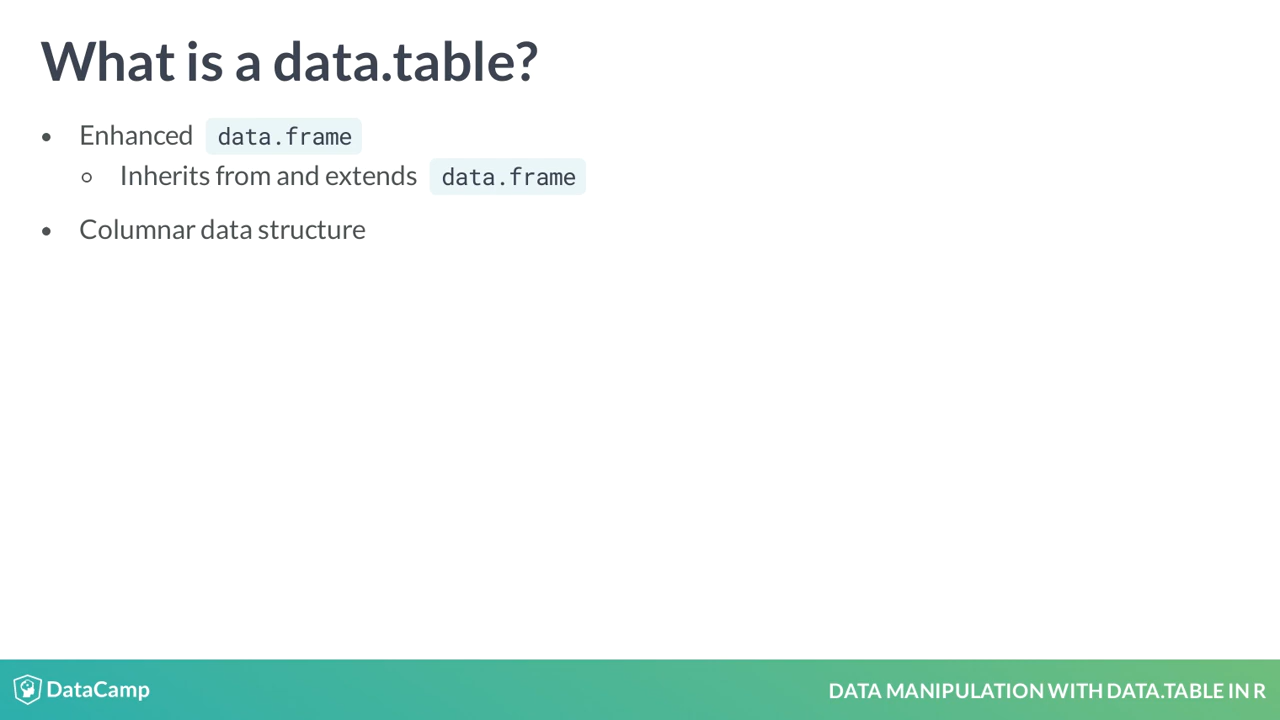 What is a data.table?
• Enhanced data.frame
○ Inherits from and extends data.frame
• Columnar data structure
DataCamp
DATA MANIPULATION WITH DATA.TABLE IN R